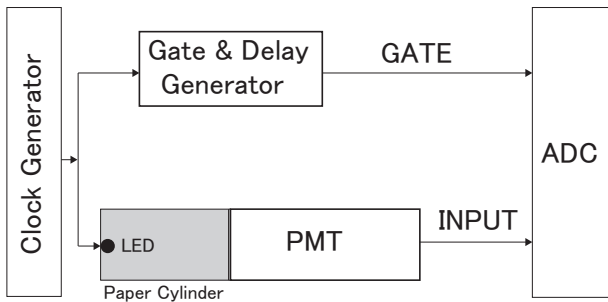 Clock Generator
Gate & Delay
Generator
GATE
ADC
LED
PMT
INPUT
Paper Cylinder